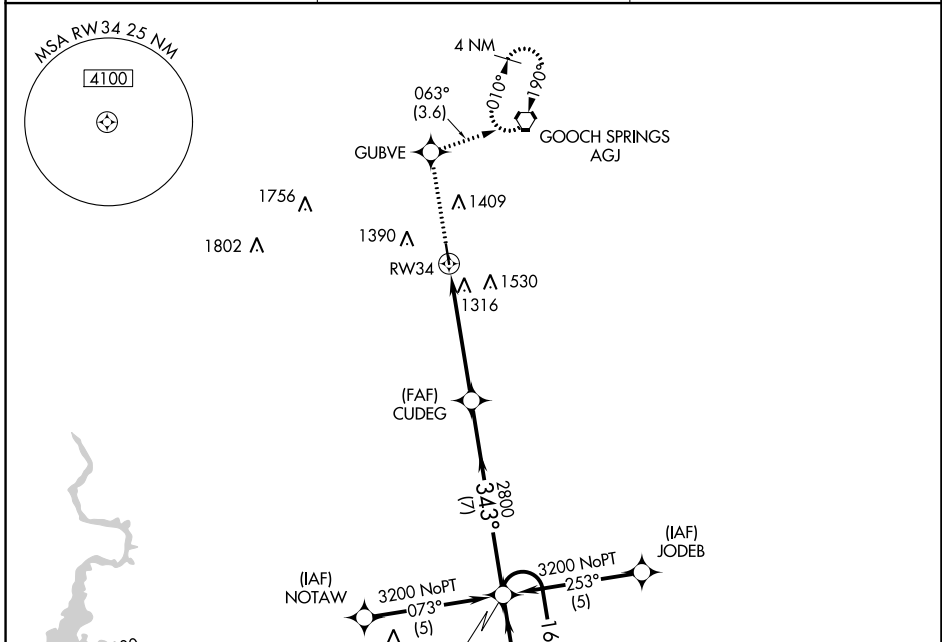 MSA RW34 25 NM
4100
4 NM
010°
190°
063°
(3.6)
GOOCH SPRINGS
AGJ
GUBVE
1756
1409
1802
1390
RW34
1530
1316
(FAF)
CUDEG
2800
343°
(7)
(IAF)
JODEB
3200 NoPT
253°
(5)
(IAF)
NOTAW
3200 NoPT
073°
(5)
16